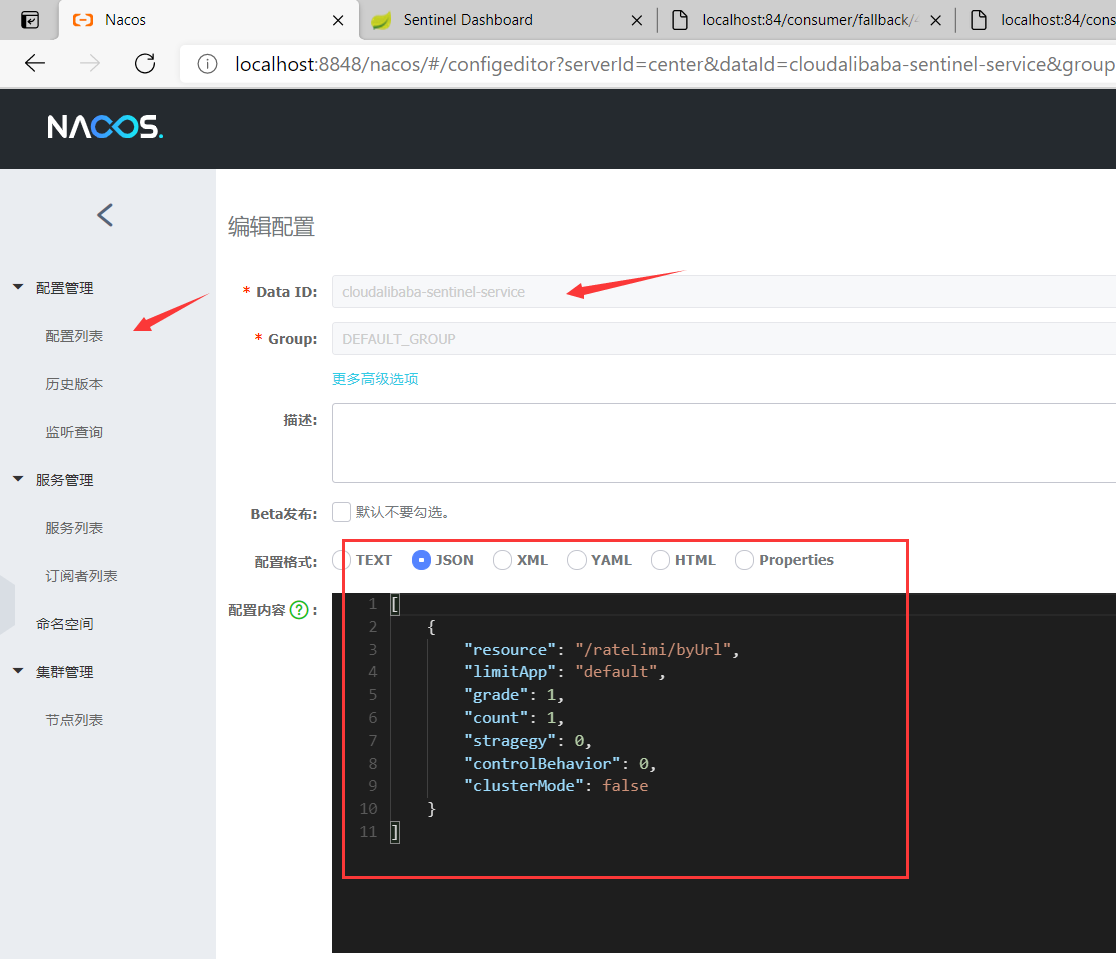 Nacos
Sentinel Dashboard
localhost:84/consumer/fallback/
localhost:84/cons
localhost:8848/nacos/#/configeditor?serverId=center&dataId=cloudalibaba-sentinel-service&group
NACOS.
编辑配置
配置管理
* Data ID: cloudalibaba-sentinel-service
配置列表
* Group: DEFAULT_GROUP
更多高级选项
历史版本
描述:
监听查询
服务管理
Beta发布: 默认不要勾选。
服务列表
配置格式: TEXT JSON XML YAML HTML Properties
订阅者列表
配置内容 ? :
命名空间
集群管理
节点列表
1 [
2 {
3 "resource": "/rateLimi/byUrl",
4 "limitApp": "default",
5 "grade": 1,
6 "count": 1,
7 "stragegy": 0,
8 "controlBehavior": 0,
9 "clusterMode": false
10 }
11 ]